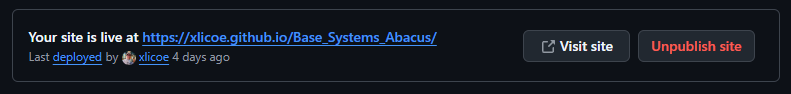 Your site is live at https://xlicoe.github.io/Base_Systems_Abacus/
Last deployed by xlicoe 4 days ago
Visit site
Unpublish site